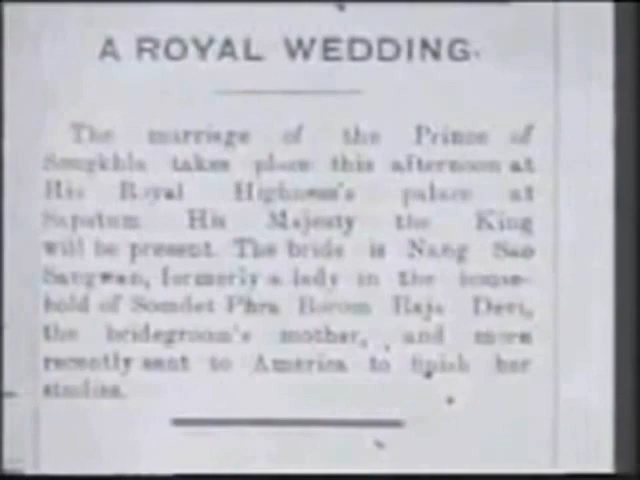 A ROYAL WEDDING.
The marriage of the Prince of
Songkhla takes place this afternoon at
His Royal Highness's palace at
Sapatum His Majesty the King
will be present. The bride is Nang Sao
Sangwan, formerly a lady in the house-
hold of Somdet Phra Borom Raja Devi,
the bridegroom's mother, and more
recently sent to America to finish her
studies.